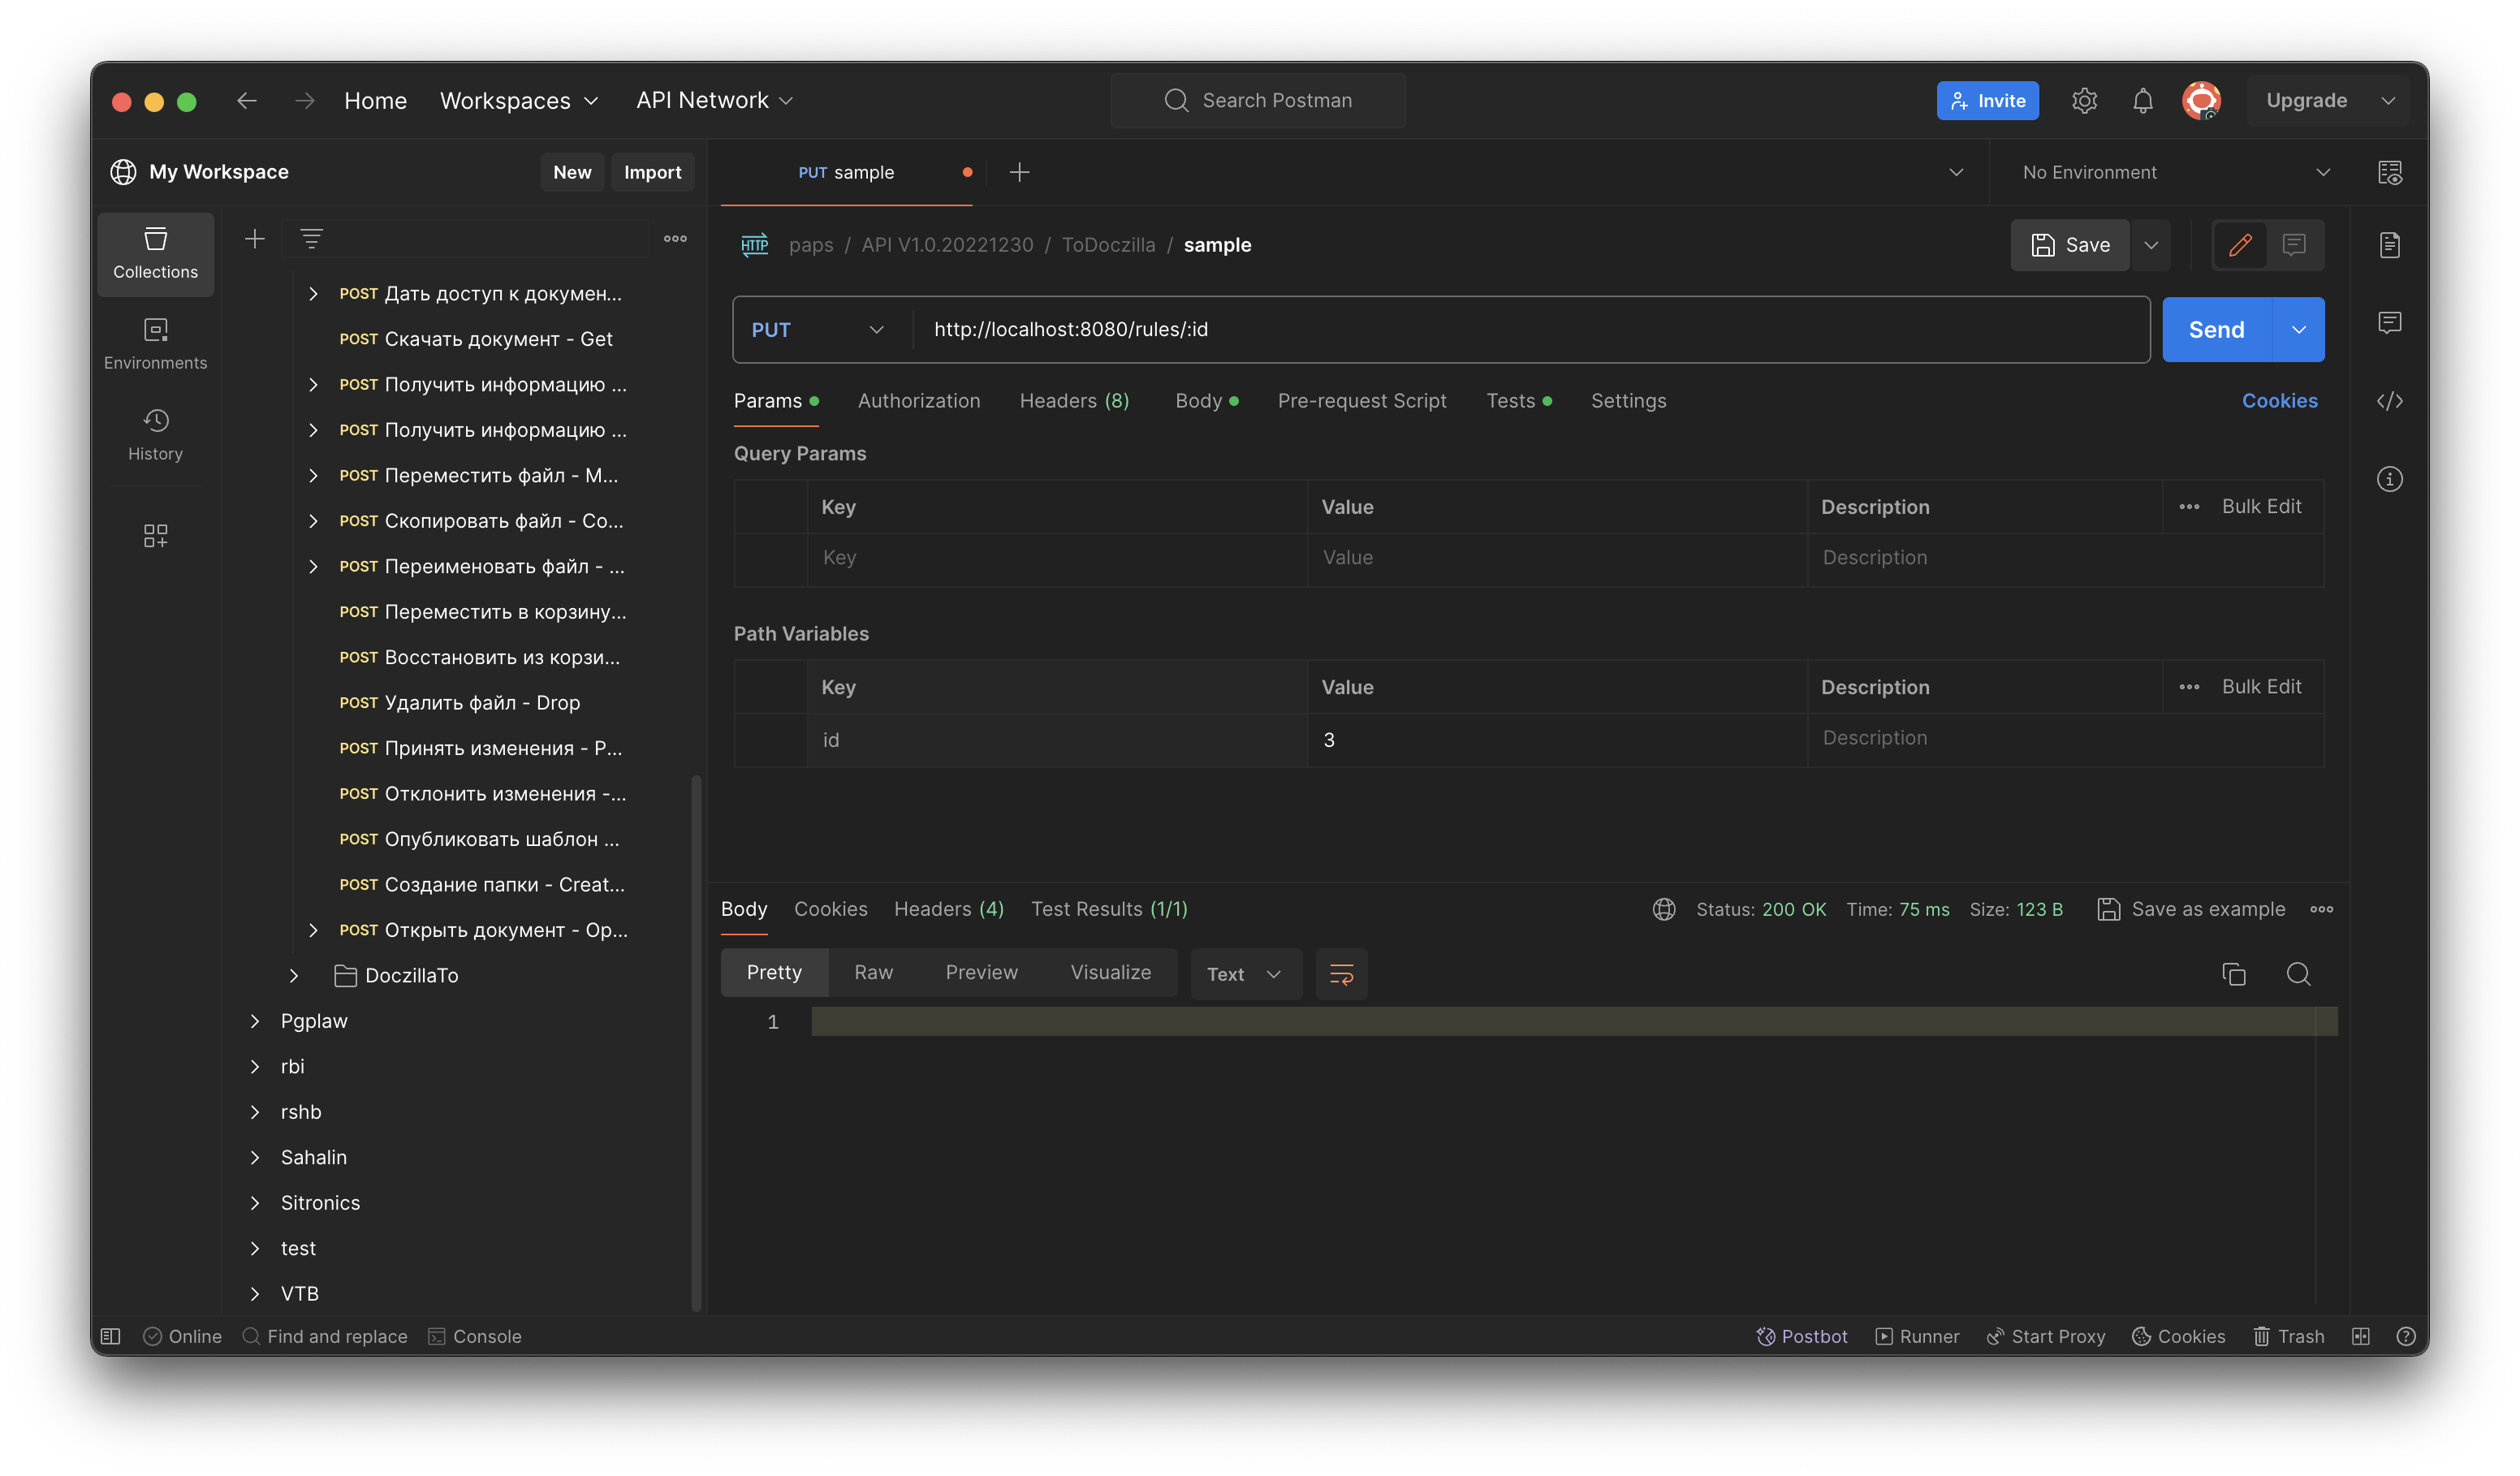 Home Workspaces API Network Search Postman Invite Upgrade
My Workspace New Import PUT sample No Environment
Collections
Environments
History
POST Дать доступ к докумен...
POST Скачать документ - Get
POST Получить информацию ...
POST Получить информацию ...
POST Переместить файл - M...
POST Скопировать файл - Co...
POST Переименовать файл - ...
POST Переместить в корзину...
POST Восстановить из корзи...
POST Удалить файл - Drop
POST Принять изменения - P...
POST Отклонить изменения -...
POST Опубликовать шаблон ...
POST Создание папки - Creat...
POST Открыть документ - Op...
DoczillaTo
Pgplaw
rbi
rshb
Sahalin
Sitronics
test
VTB
HTTP paps / API V1.0.20221230 / ToDoczilla / sample Save
PUT http://localhost:8080/rules/:id Send
Params Authorization Headers (8) Body Pre-request Script Tests Settings Cookies
Query Params
Key Value Description Bulk Edit
Key Value Description
Path Variables
Key Value Description Bulk Edit
id 3 Description
Body Cookies Headers (4) Test Results (1/1) Status: 200 OK Time: 75 ms Size: 123 B Save as example
Pretty Raw Preview Visualize Text
1
Online Find and replace Console Postbot Runner Start Proxy Cookies Trash